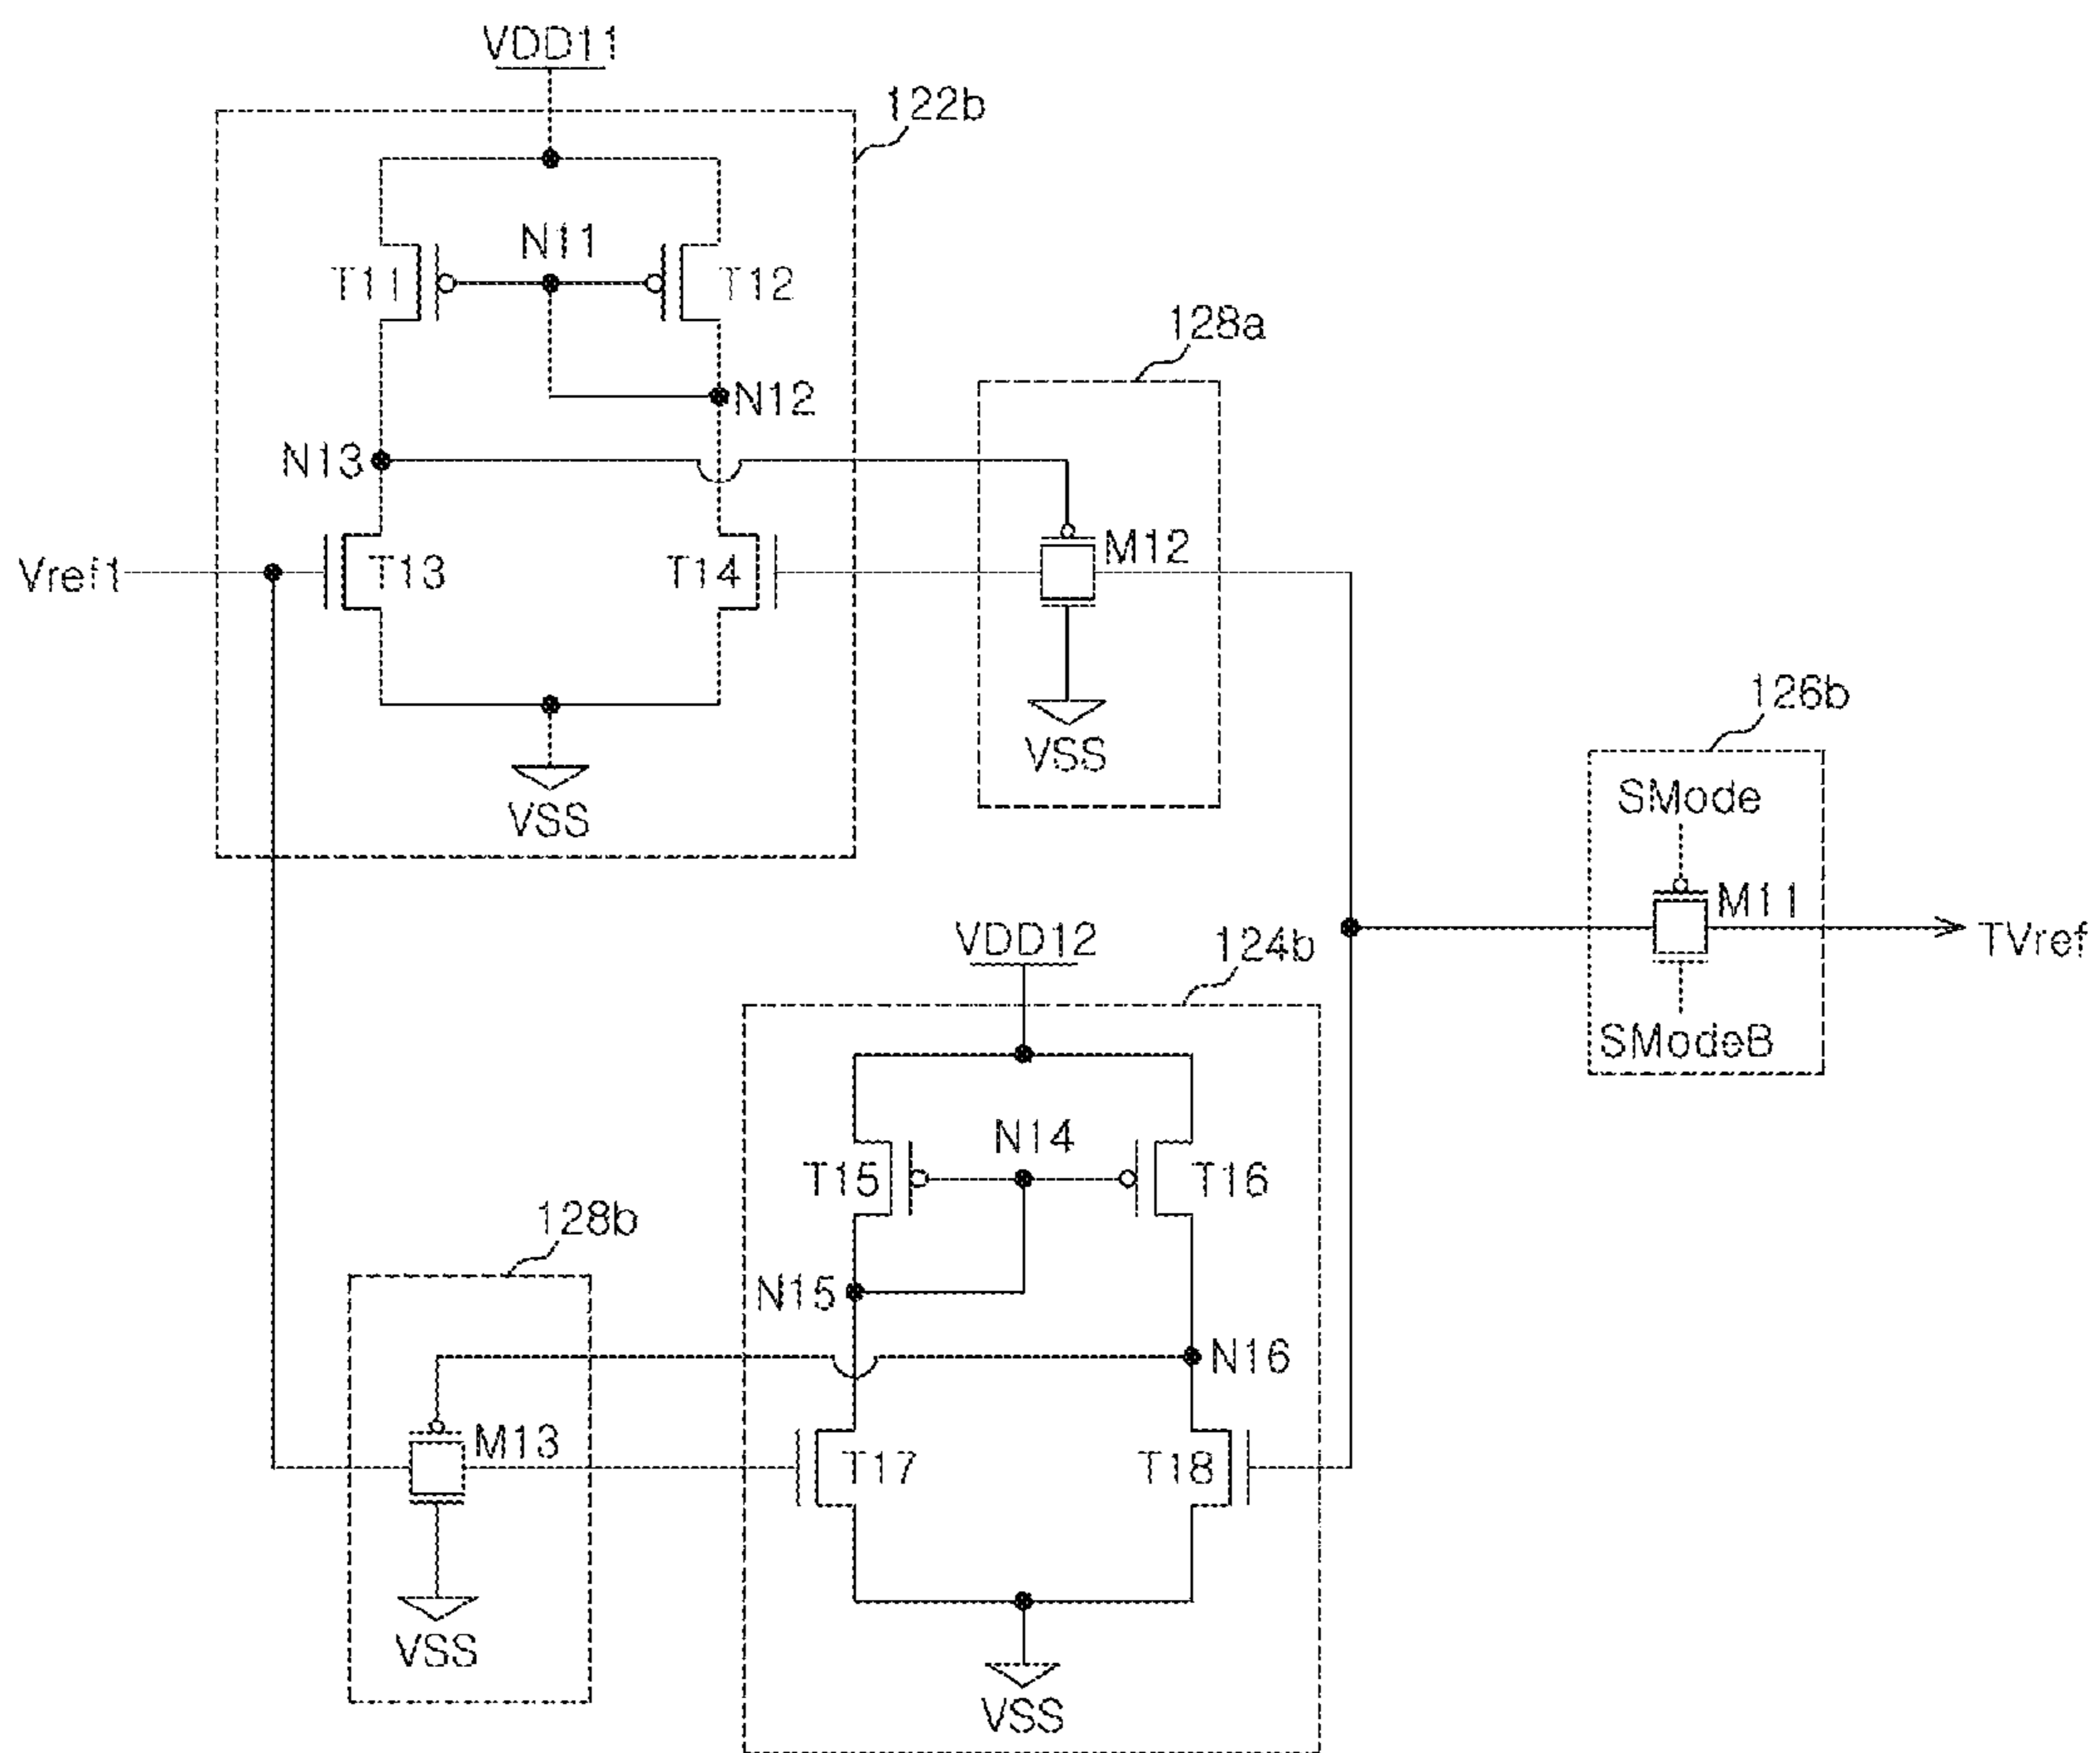 VDD11
122b
N11
T11
T12
128a
N12
N13
M12
Vref1
T13
T14
VSS
VSS
126b
SMode
M11
TVref
SModeB
VDD12
124b
N14
T15
T16
128b
N15
N16
M13
T17
T18
VSS
VSS